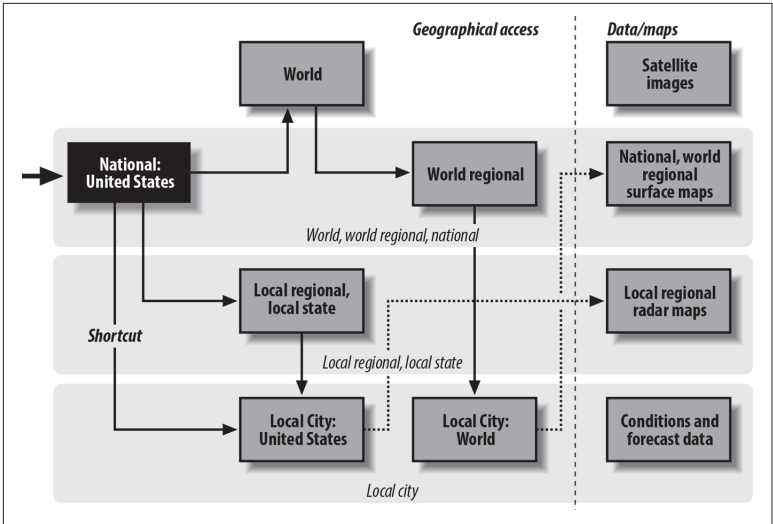 Geographical access
Data/maps
World
Satellite
images
National:
United States
World regional
National, world
regional
surface maps
World, world regional, national
Local regional,
local state
Local regional
radar maps
Shortcut
Local regional, local state
Local City:
United States
Local City:
World
Conditions and
forecast data
Local city